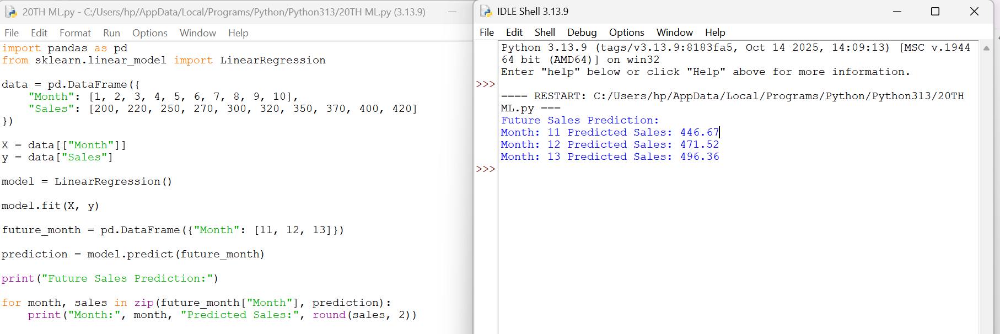 20TH ML.py - C:/Users/hp/AppData/Local/Programs/Python/Python313/20TH ML.py (3.13.9)
File Edit Format Run Options Window Help
import pandas as pd
from sklearn.linear_model import LinearRegression
data = pd.DataFrame({
    "Month": [1, 2, 3, 4, 5, 6, 7, 8, 9, 10],
    "Sales": [200, 220, 250, 270, 300, 320, 350, 370, 400, 420]
})
X = data[["Month"]]
y = data["Sales"]
model = LinearRegression()
model.fit(X, y)
future_month = pd.DataFrame({"Month": [11, 12, 13]})
prediction = model.predict(future_month)
print("Future Sales Prediction:")
for month, sales in zip(future_month["Month"], prediction):
    print("Month:", month, "Predicted Sales:", round(sales, 2))
IDLE Shell 3.13.9
File Edit Shell Debug Options Window Help
Python 3.13.9 (tags/v3.13.9:8183fa5, Oct 14 2025, 14:09:13) [MSC v.1944
64 bit (AMD64)] on win32
Enter "help" below or click "Help" above for more information.
>>>
==== RESTART: C:/Users/hp/AppData/Local/Programs/Python/Python313/20TH
ML.py ===
Future Sales Prediction:
Month: 11 Predicted Sales: 446.67
Month: 12 Predicted Sales: 471.52
Month: 13 Predicted Sales: 496.36
>>>